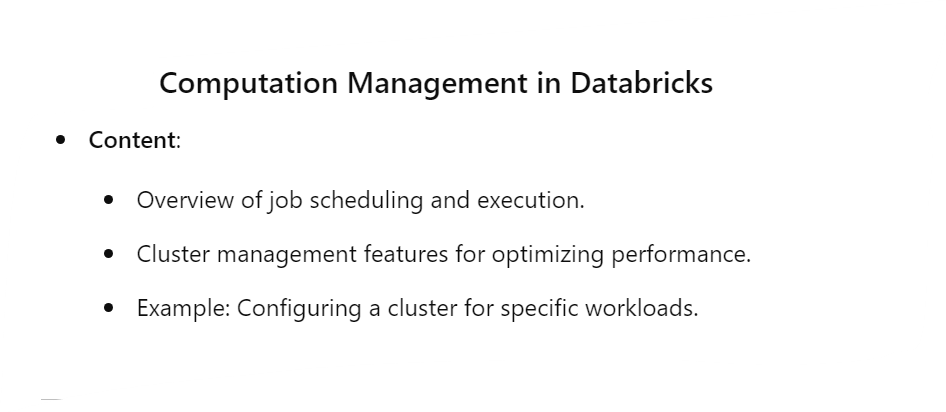 Computation Management in Databricks
Content:
Overview of job scheduling and execution.
Cluster management features for optimizing performance.
Example: Configuring a cluster for specific workloads.